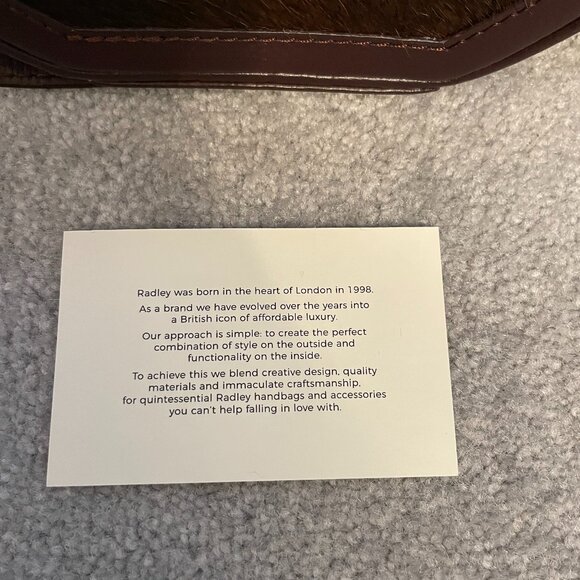 Radley was born in the heart of London in 1998.
As a brand we have evolved over the years into
a British icon of affordable luxury.
Our approach is simple: to create the perfect
combination of style on the outside and
functionality on the inside.
To achieve this we blend creative design, quality
materials and immaculate craftsmanship,
for quintessential Radley handbags and accessories
you can't help falling in love with.